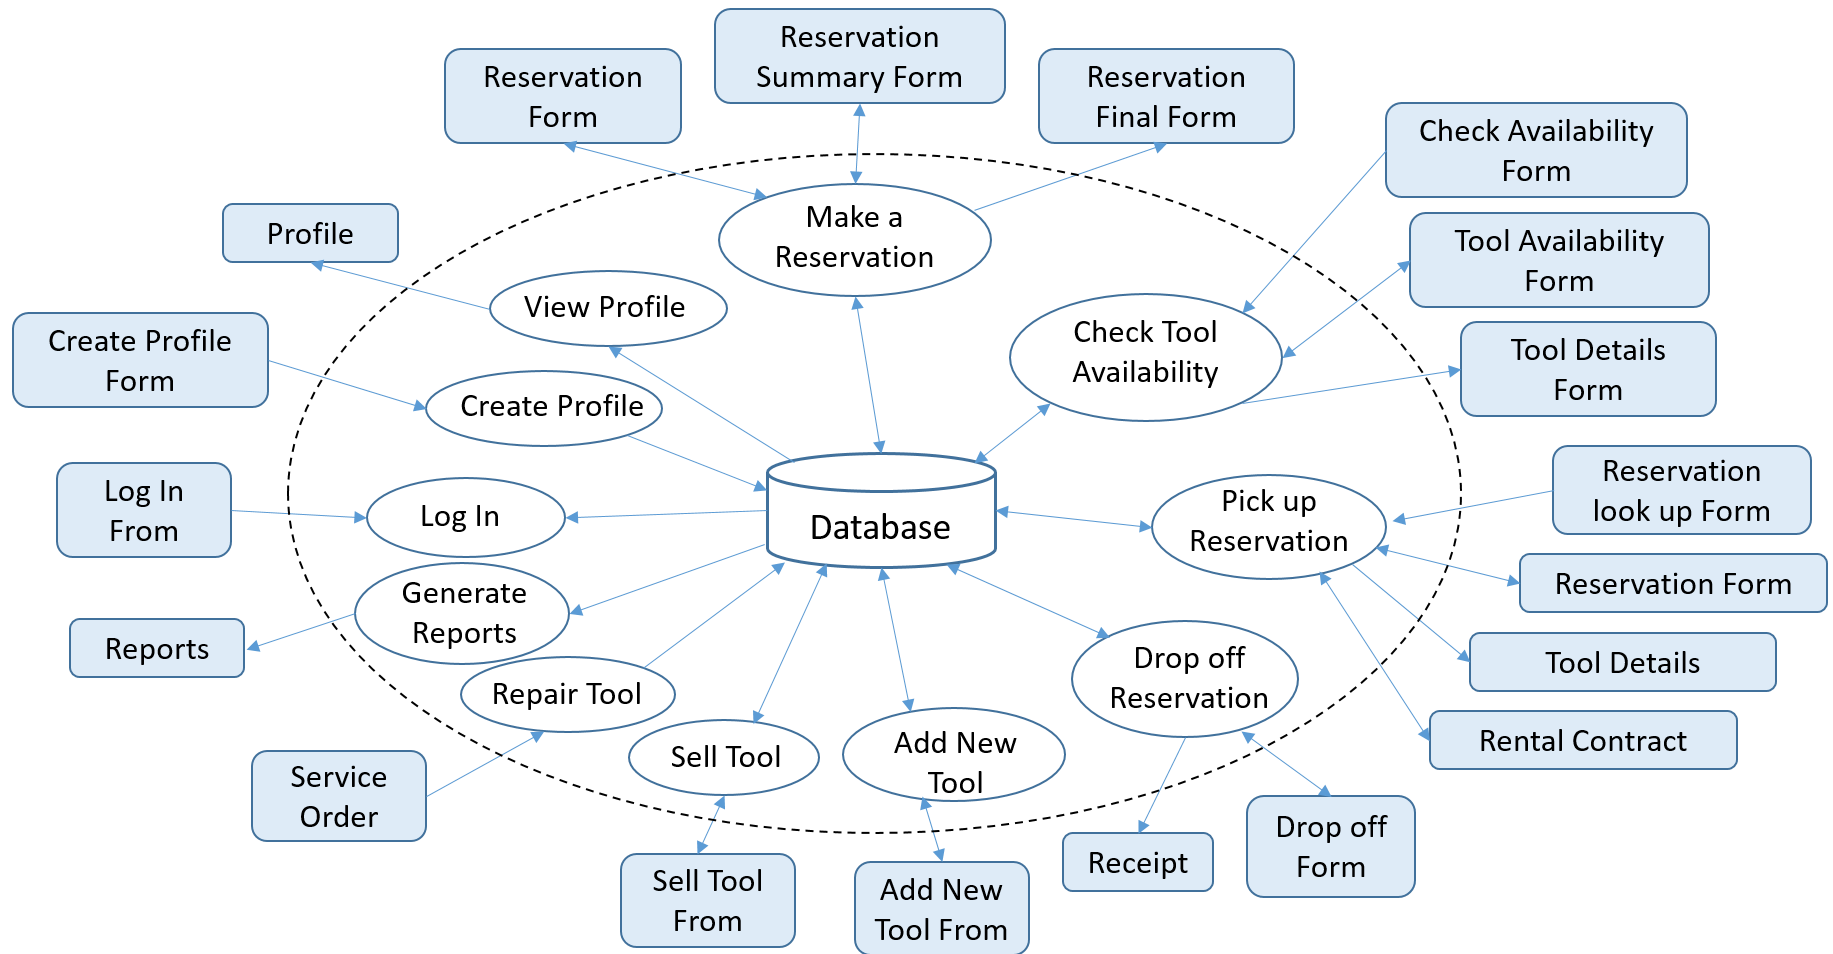 Reservation
Summary Form
Reservation
Form
Reservation
Final Form
Check Availability
Form
Make a
Reservation
Profile
Tool Availability
Form
View Profile
Check Tool
Availability
Create Profile
Form
Tool Details
Form
Create Profile
Log In
From
Log In
Database
Pick up
Reservation
Reservation
look up Form
Reservation Form
Generate
Reports
Reports
Tool Details
Repair Tool
Drop off
Reservation
Rental Contract
Sell Tool
Add New
Tool
Service
Order
Receipt
Drop off
Form
Sell Tool
From
Add New
Tool From